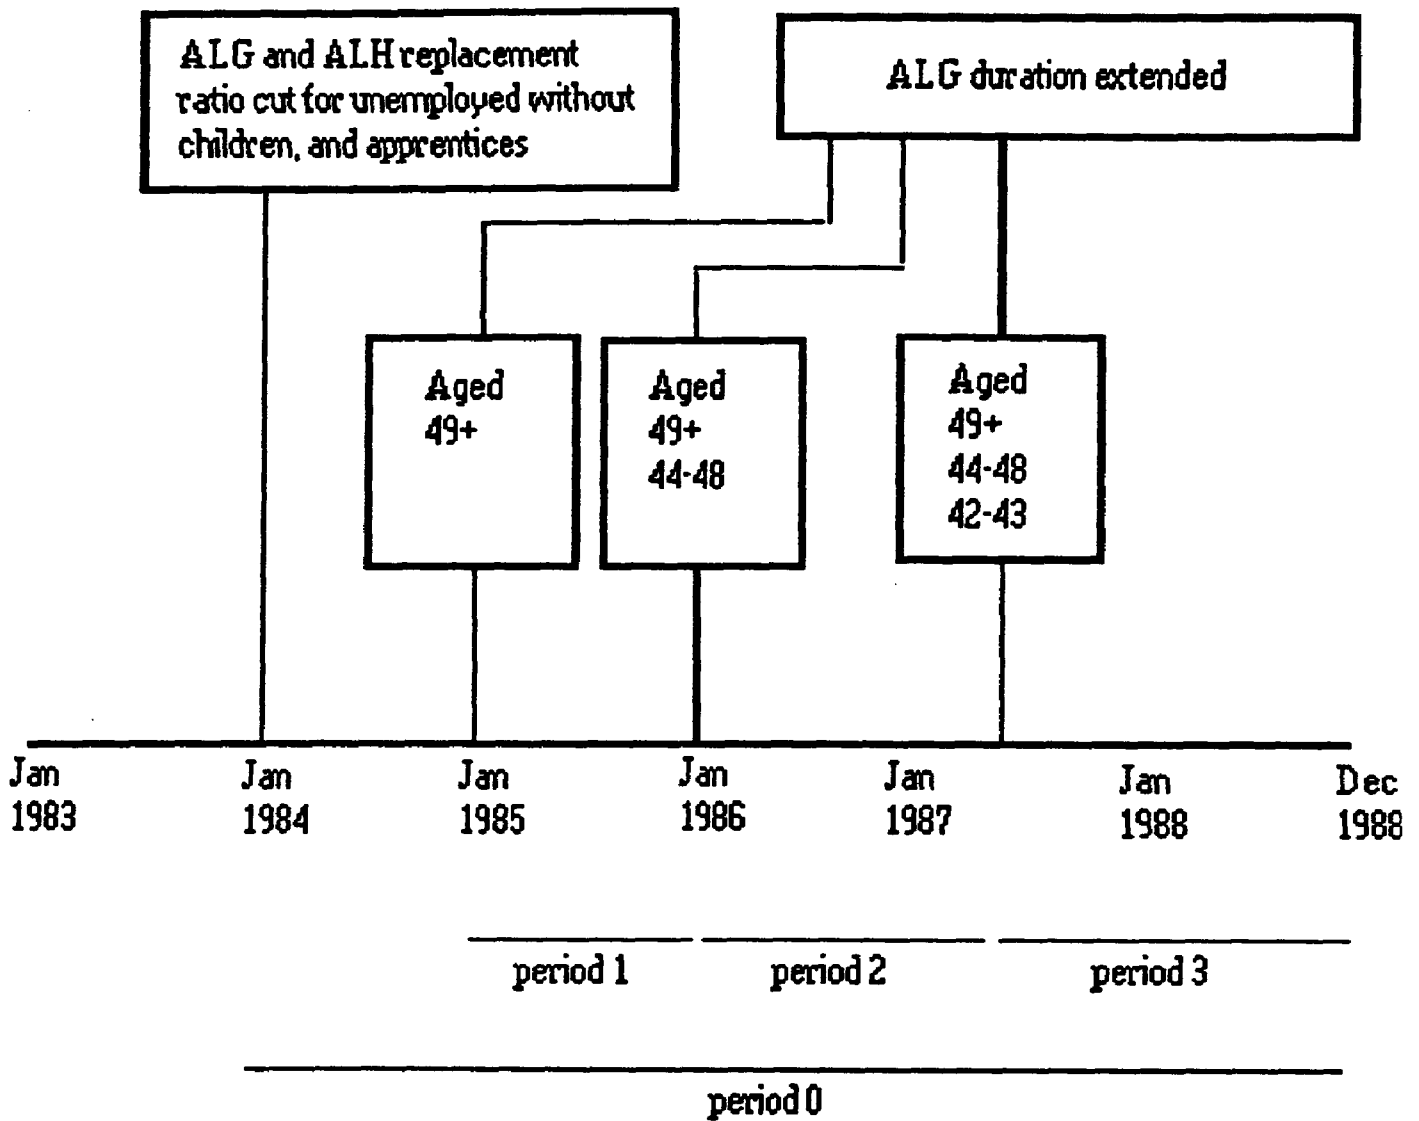 ALG and ALH replacement
ratio cut for unemployed without
children, and apprentices
ALG duration extended
Aged
49+
Aged
49+
44-48
Aged
49+
44-48
42-43
Jan
1983
Jan
1984
Jan
1985
Jan
1986
Jan
1987
Jan
1988
Dec
1988
period 1
period 2
period 3
period 0